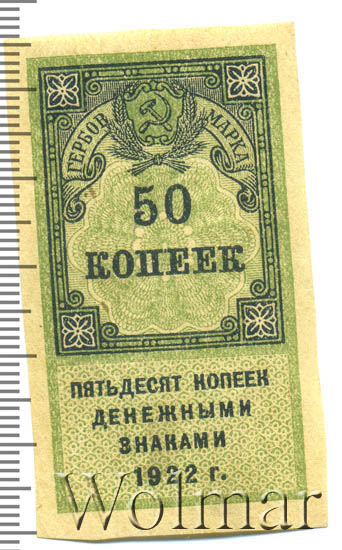 ГЕРБОВ. МАРКА
50
КОПЕЕК
ПЯТЬДЕСЯТ КОПЕЕК
ДЕНЕЖНЫМИ
ЗНАКАМИ
1922 г.
Wolmar